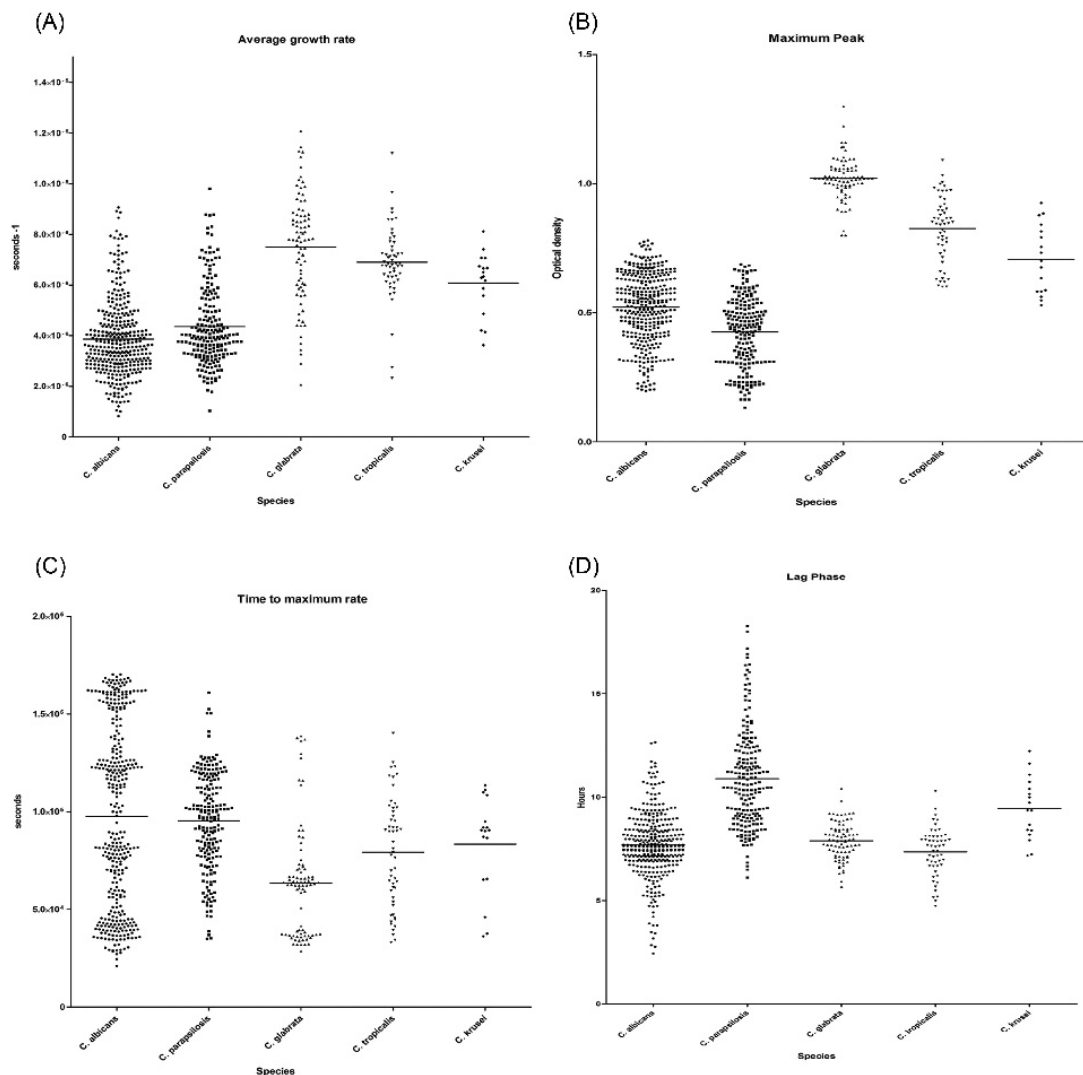 (A)
Average growth rate
1.4×10⁻⁵
1.2×10⁻⁵
1.0×10⁻⁵
8.0×10⁻⁶
6.0×10⁻⁶
4.0×10⁻⁶
2.0×10⁻⁶
0
seconds -1
C. albicans
C. parapsilosis
C. glabrata
C. tropicalis
C. krusei
Species
(B)
Maximum Peak
1.5
1.0
0.5
0.0
Optical density
C. albicans
C. parapsilosis
C. glabrata
C. tropicalis
C. krusei
Species
(C)
Time to maximum rate
2.0×10⁵
1.5×10⁵
1.0×10⁵
5.0×10⁴
0
seconds
C. albicans
C. parapsilosis
C. glabrata
C. tropicalis
C. krusei
Species
(D)
Lag Phase
20
15
10
5
0
Hours
C. albicans
C. parapsilosis
C. glabrata
C. tropicalis
C. krusei
Species